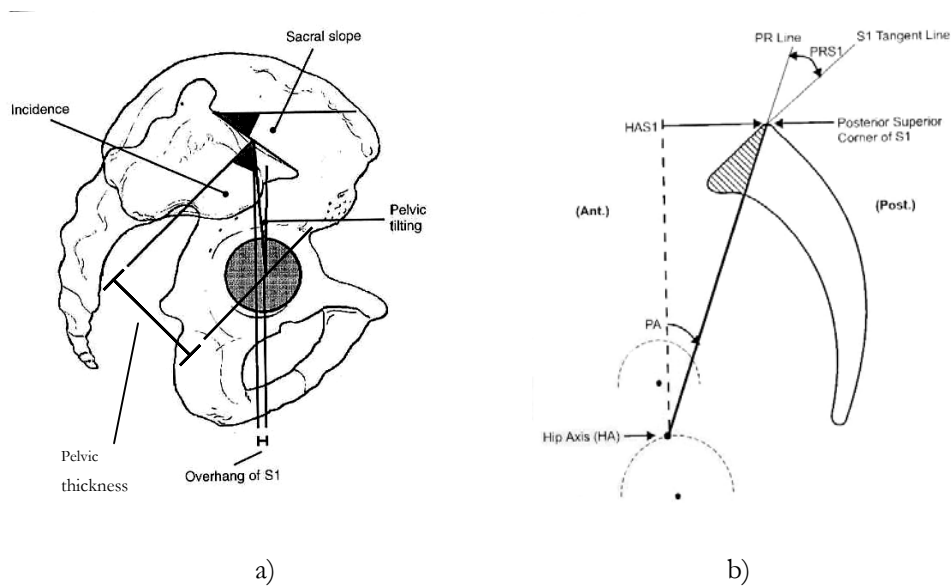 Sacral slope
Incidence
Pelvic
tilting
Pelvic
thickness
Overhang of S1
a)
PR Line
S1 Tangent Line
PRS1
HAS1
Posterior Superior
Corner of S1
(Ant.)
(Post.)
PA
Hip Axis (HA)
b)